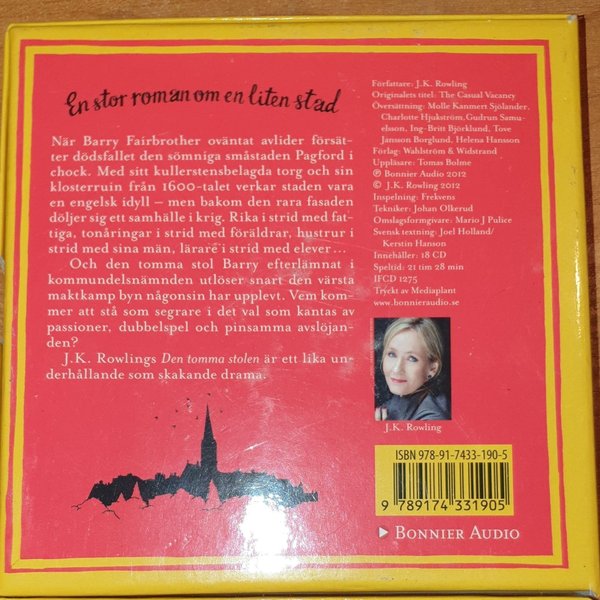 En stor roman om en liten stad
När Barry Fairbrother oväntat avlider försät-
ter dödsfallet den sömniga småstaden Pagford i
chock. Med sitt kullerstensbelagda torg och sin
klosterruin från 1600-talet verkar staden vara
en engelsk idyll – men bakom den rara fasaden
döljer sig ett samhälle i krig. Rika i strid med fat-
tiga, tonåringar i strid med föräldrar, hustrur i
strid med sina män, lärare i strid med elever ...
Och den tomma stol Barry efterlämnat i
kommundelsnämnden utlöser snart den värsta
maktkamp byn någonsin har upplevt. Vem kom-
mer att stå som segrare i det val som kantas av
passioner, dubbelspel och pinsamma avslöjan-
den?
J.K. Rowlings Den tomma stolen är ett lika un-
derhållande som skakande drama.
Författare: J.K. Rowling
Originalets titel: The Casual Vacancy
Översättning: Molle Kanmert Sjölander,
Charlotte Hjukström, Gudrun Samu-
elsson, Ing-Britt Björklund, Tove
Janson Borglund, Helena Hansson
Förlag: Wahlström & Widstrand
Uppläsare: Tomas Bolme
℗ Bonnier Audio 2012
© J.K. Rowling 2012
Inspelning: Frekvens
Tekniker: Johan Olkerud
Omslagsformgivare: Mario J Pulice
Svensk textning: Joel Holland/
Kerstin Hanson
Innehåller: 18 CD
Speltid: 21 tim 28 min
IFCD 1275
Tryckt av Mediaplant
www.bonnieraudio.se
J.K. Rowling
ISBN 978-91-7433-190-5
9 789174 331905
BONNIER AUDIO